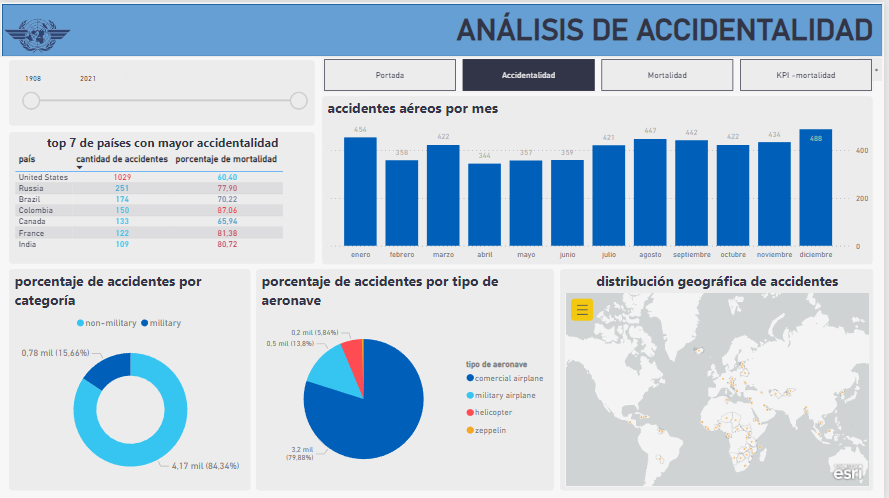 ANÁLISIS DE ACCIDENTALIDAD
1908 2021
Portada
Accidentalidad
Mortalidad
KPI -mortalidad
top 7 de países con mayor accidentalidad
país cantidad de accidentes porcentaje de mortalidad
United States 1029 60,40
Russia 251 77,90
Brazil 174 70,22
Colombia 150 87,06
Canada 133 65,94
France 122 81,38
India 109 80,72
accidentes aéreos por mes
454 358 422 344 357 359 421 447 442 422 434 488
400
200
0
enero febrero marzo abril mayo junio julio agosto septiembre octubre noviembre diciembre
porcentaje de accidentes por
categoría
non-military military
0,78 mil (15,66%)
4,17 mil (84,34%)
porcentaje de accidentes por tipo de
aeronave
0,2 mil (5,84%)
0,5 mil (13,8%)
3,2 mil
(79,88%)
tipo de aeronave
comercial airplane
military airplane
helicopter
zeppelin
distribución geográfica de accidentes
esri